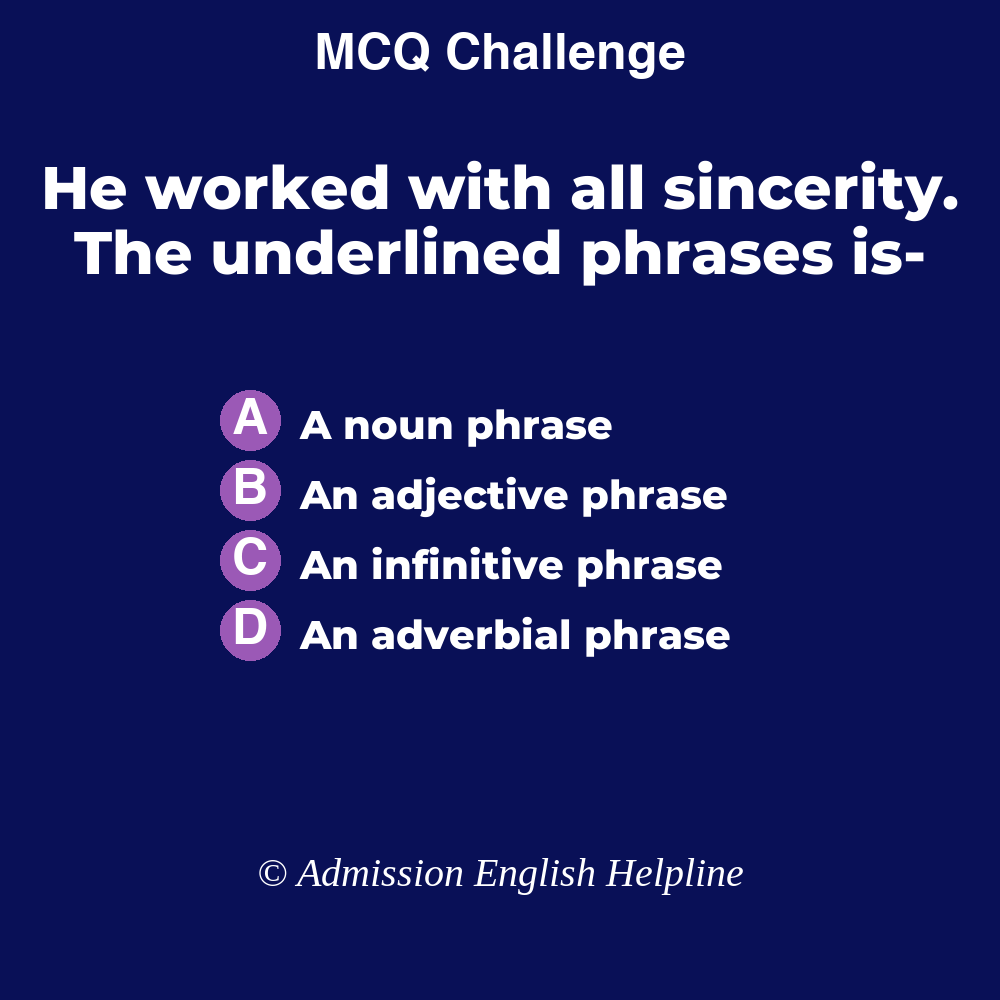 MCQ Challenge
He worked with all sincerity.
The underlined phrases is-
A A noun phrase
B An adjective phrase
C An infinitive phrase
D An adverbial phrase
© Admission English Helpline